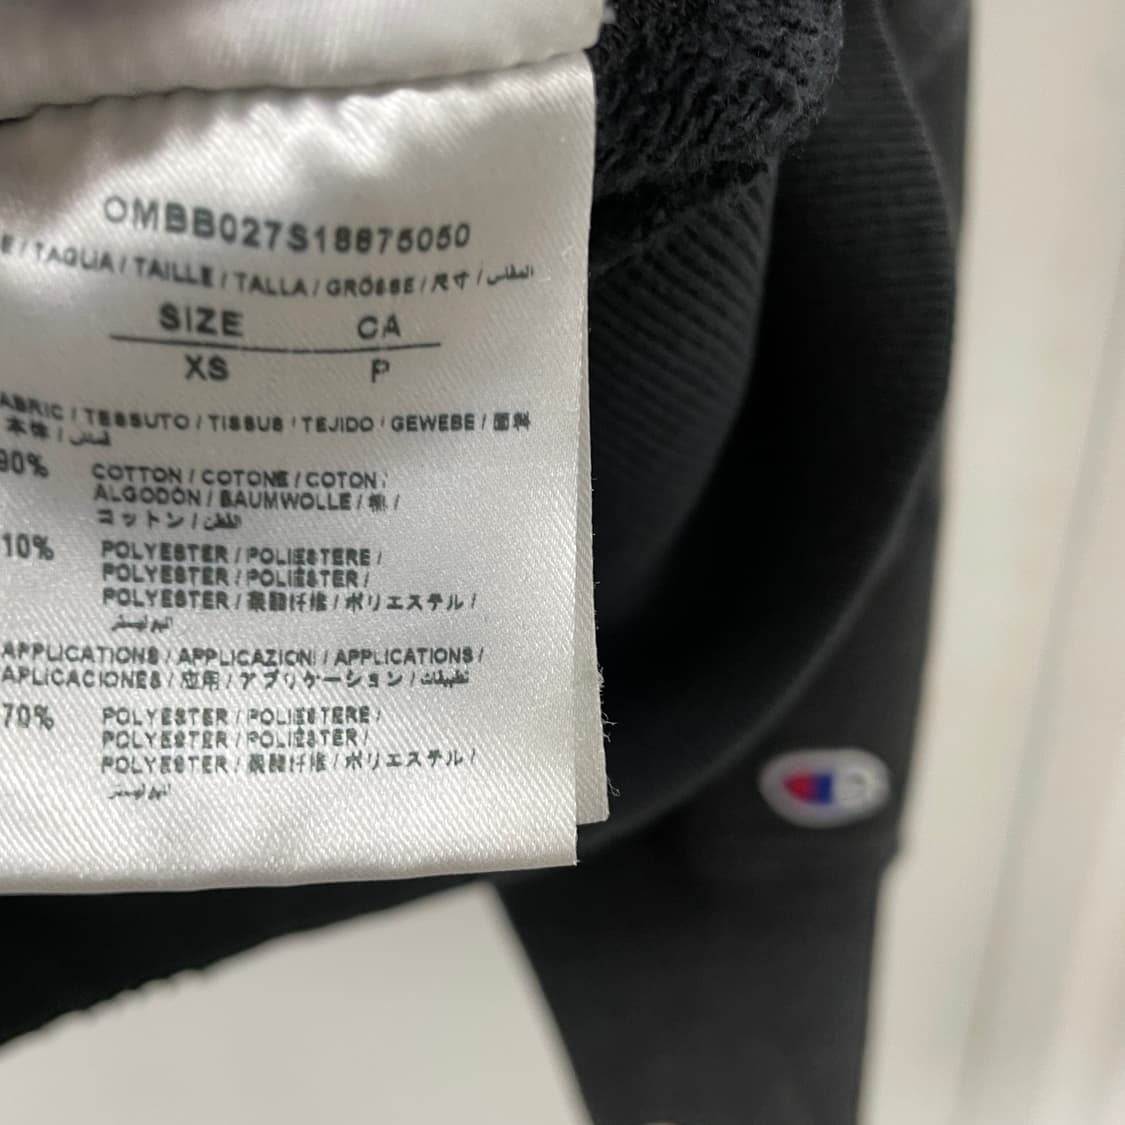 OMBB027S18875050
E / TAGLIA / TAILLE / TALLA / GRÖSSE / 尺寸 / المقاس
SIZE CA
XS P
ABRIC / TESSUTO / TISSUS / TEJIDO / GEWEBE / 面料
本体 /
90% COTTON / COTONE / COTON /
ALGODÓN / BAUMWOLLE / 棉 /
コットン / القطن
10% POLYESTER / POLIESTERE /
POLYESTER / POLIÉSTER /
POLYESTER / 聚酯纤维 / ポリエステル /
البوليستر
APPLICATIONS / APPLICAZIONI / APPLICATIONS /
APLICACIONES / 应用 / アプリケーション / تطبيقات
70% POLYESTER / POLIESTERE /
POLYESTER / POLIÉSTER /
POLYESTER / 聚酯纤维 / ポリエステル /
البوليستر